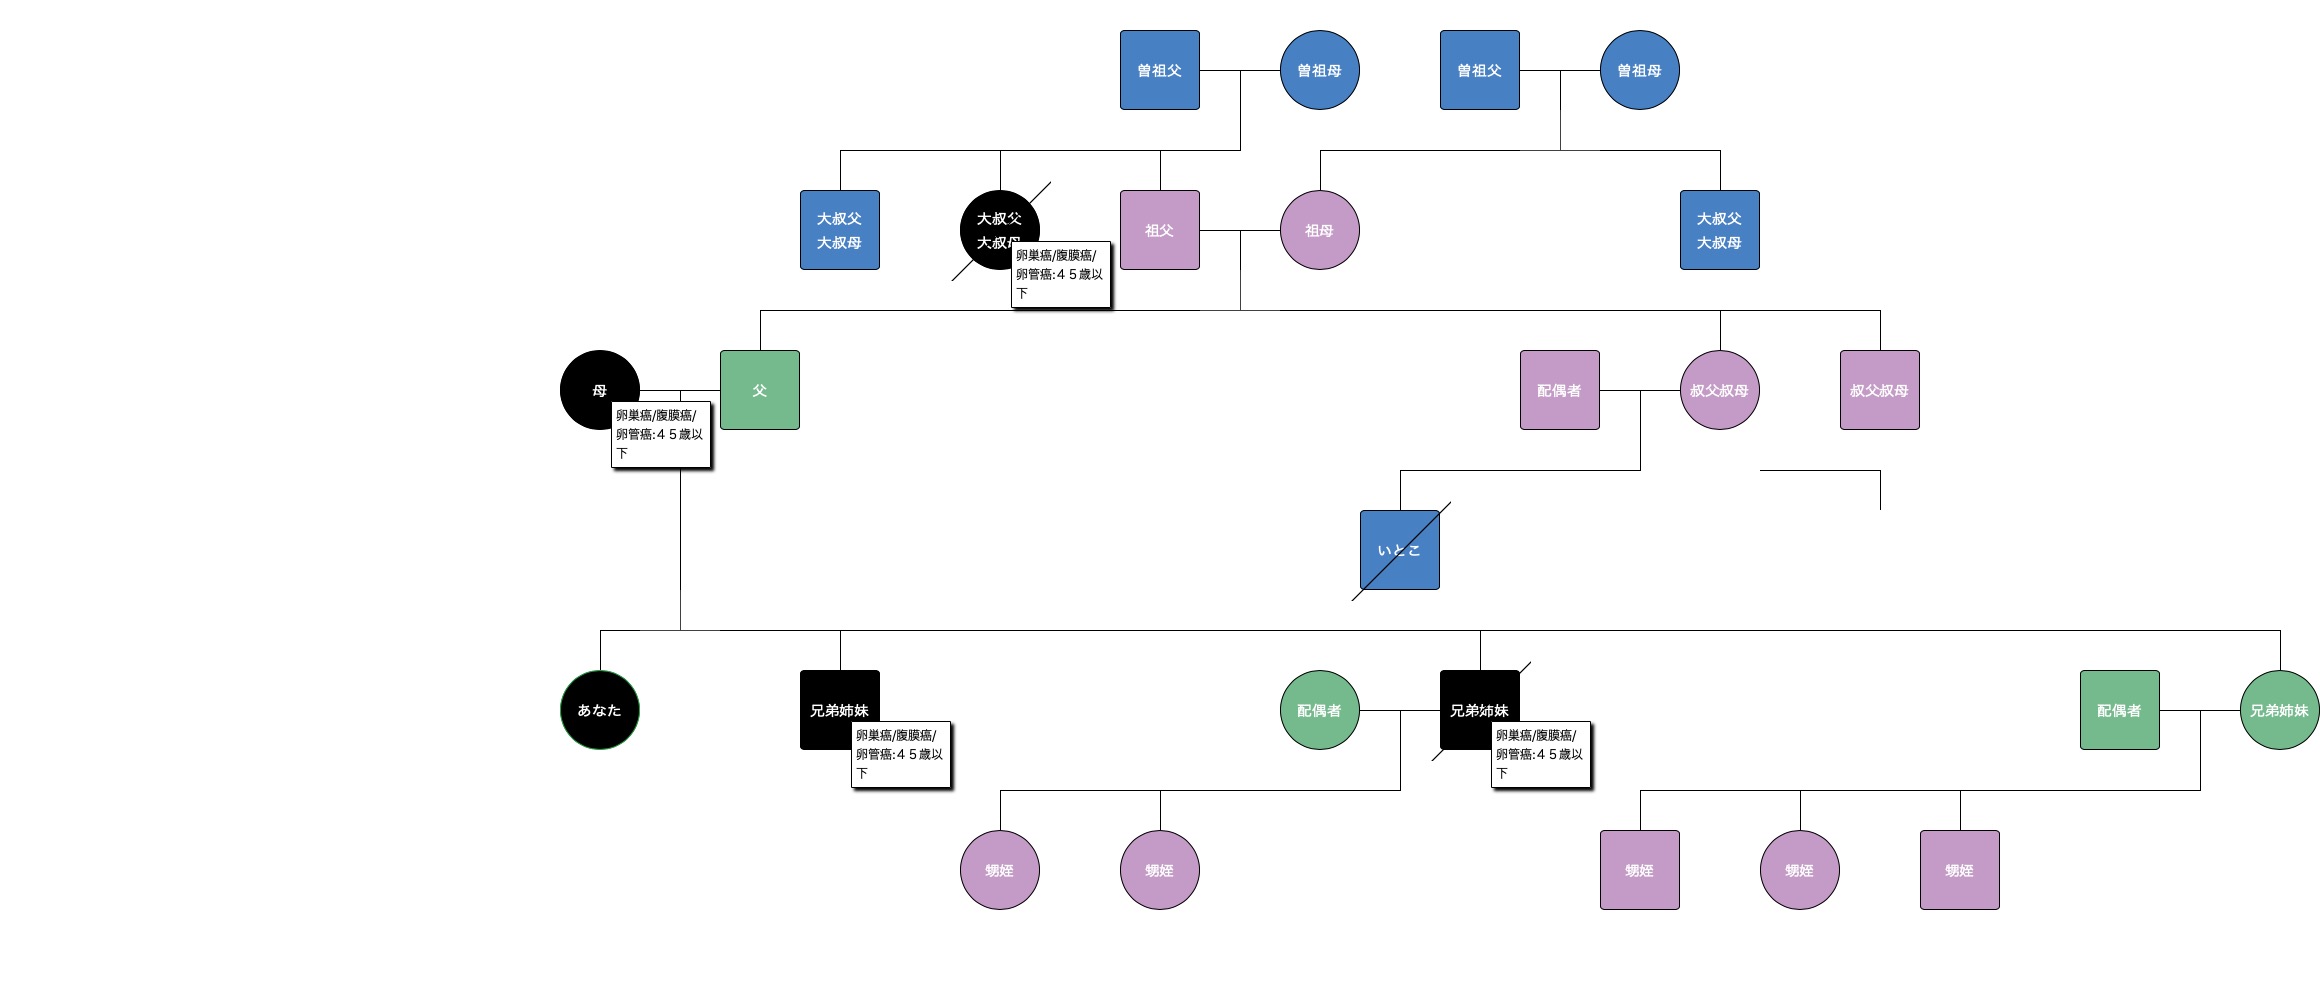 曽祖父
曽祖母
曽祖父
曽祖母
大叔父
大叔母
大叔父
大叔母
卵巣癌/腹膜癌/
卵管癌:４５歳以
下
祖父
祖母
大叔父
大叔母
母
卵巣癌/腹膜癌/
卵管癌:４５歳以
下
父
配偶者
叔父叔母
叔父叔母
いとこ
あなた
兄弟姉妹
卵巣癌/腹膜癌/
卵管癌:４５歳以
下
配偶者
兄弟姉妹
卵巣癌/腹膜癌/
卵管癌:４５歳以
下
配偶者
兄弟姉妹
甥姪
甥姪
甥姪
甥姪
甥姪